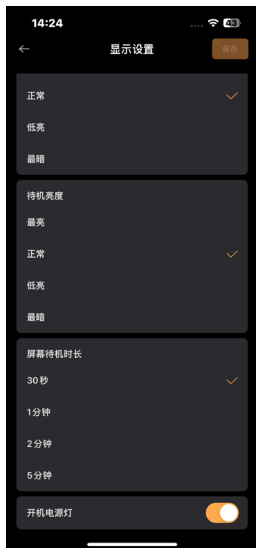 14:24
43
显示设置
保存
正常
低亮
最暗
待机亮度
最亮
正常
低亮
最暗
屏幕待机时长
30秒
1分钟
2分钟
5分钟
开机电源灯